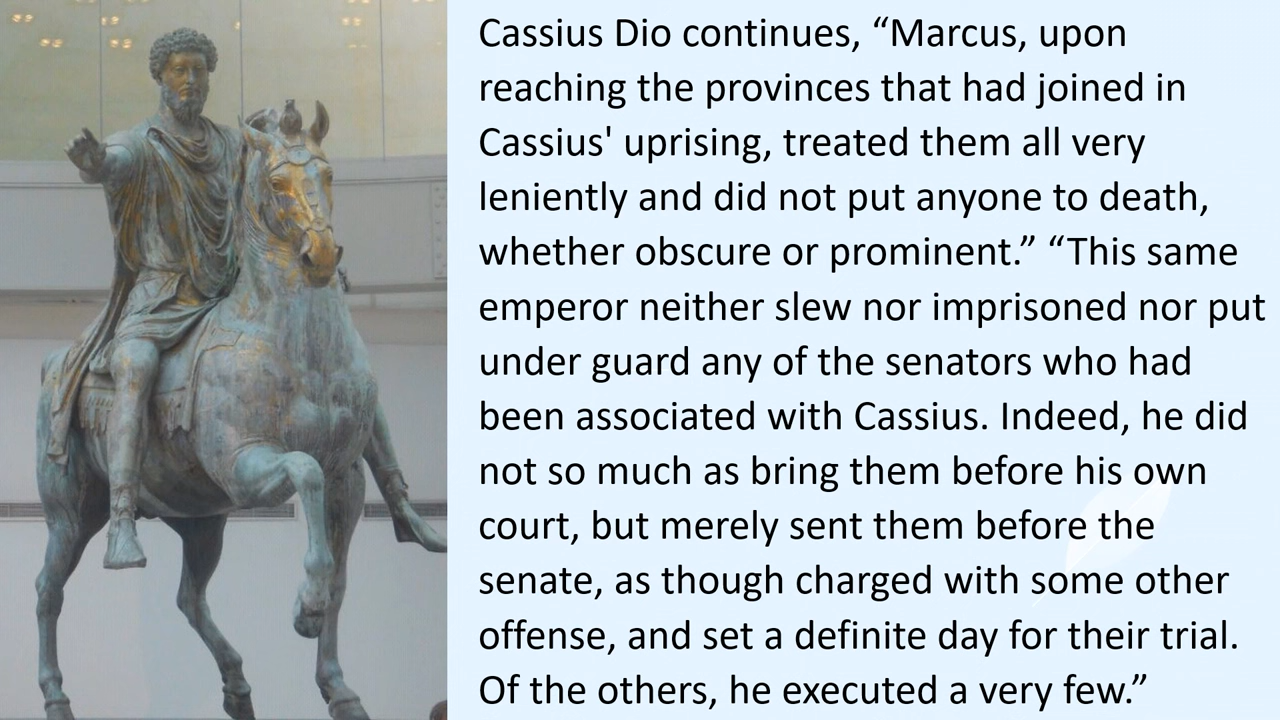 Cassius Dio continues, “Marcus, upon
reaching the provinces that had joined in
Cassius' uprising, treated them all very
leniently and did not put anyone to death,
whether obscure or prominent.” “This same
emperor neither slew nor imprisoned nor put
under guard any of the senators who had
been associated with Cassius. Indeed, he did
not so much as bring them before his own
court, but merely sent them before the
senate, as though charged with some other
offense, and set a definite day for their trial.
Of the others, he executed a very few.”